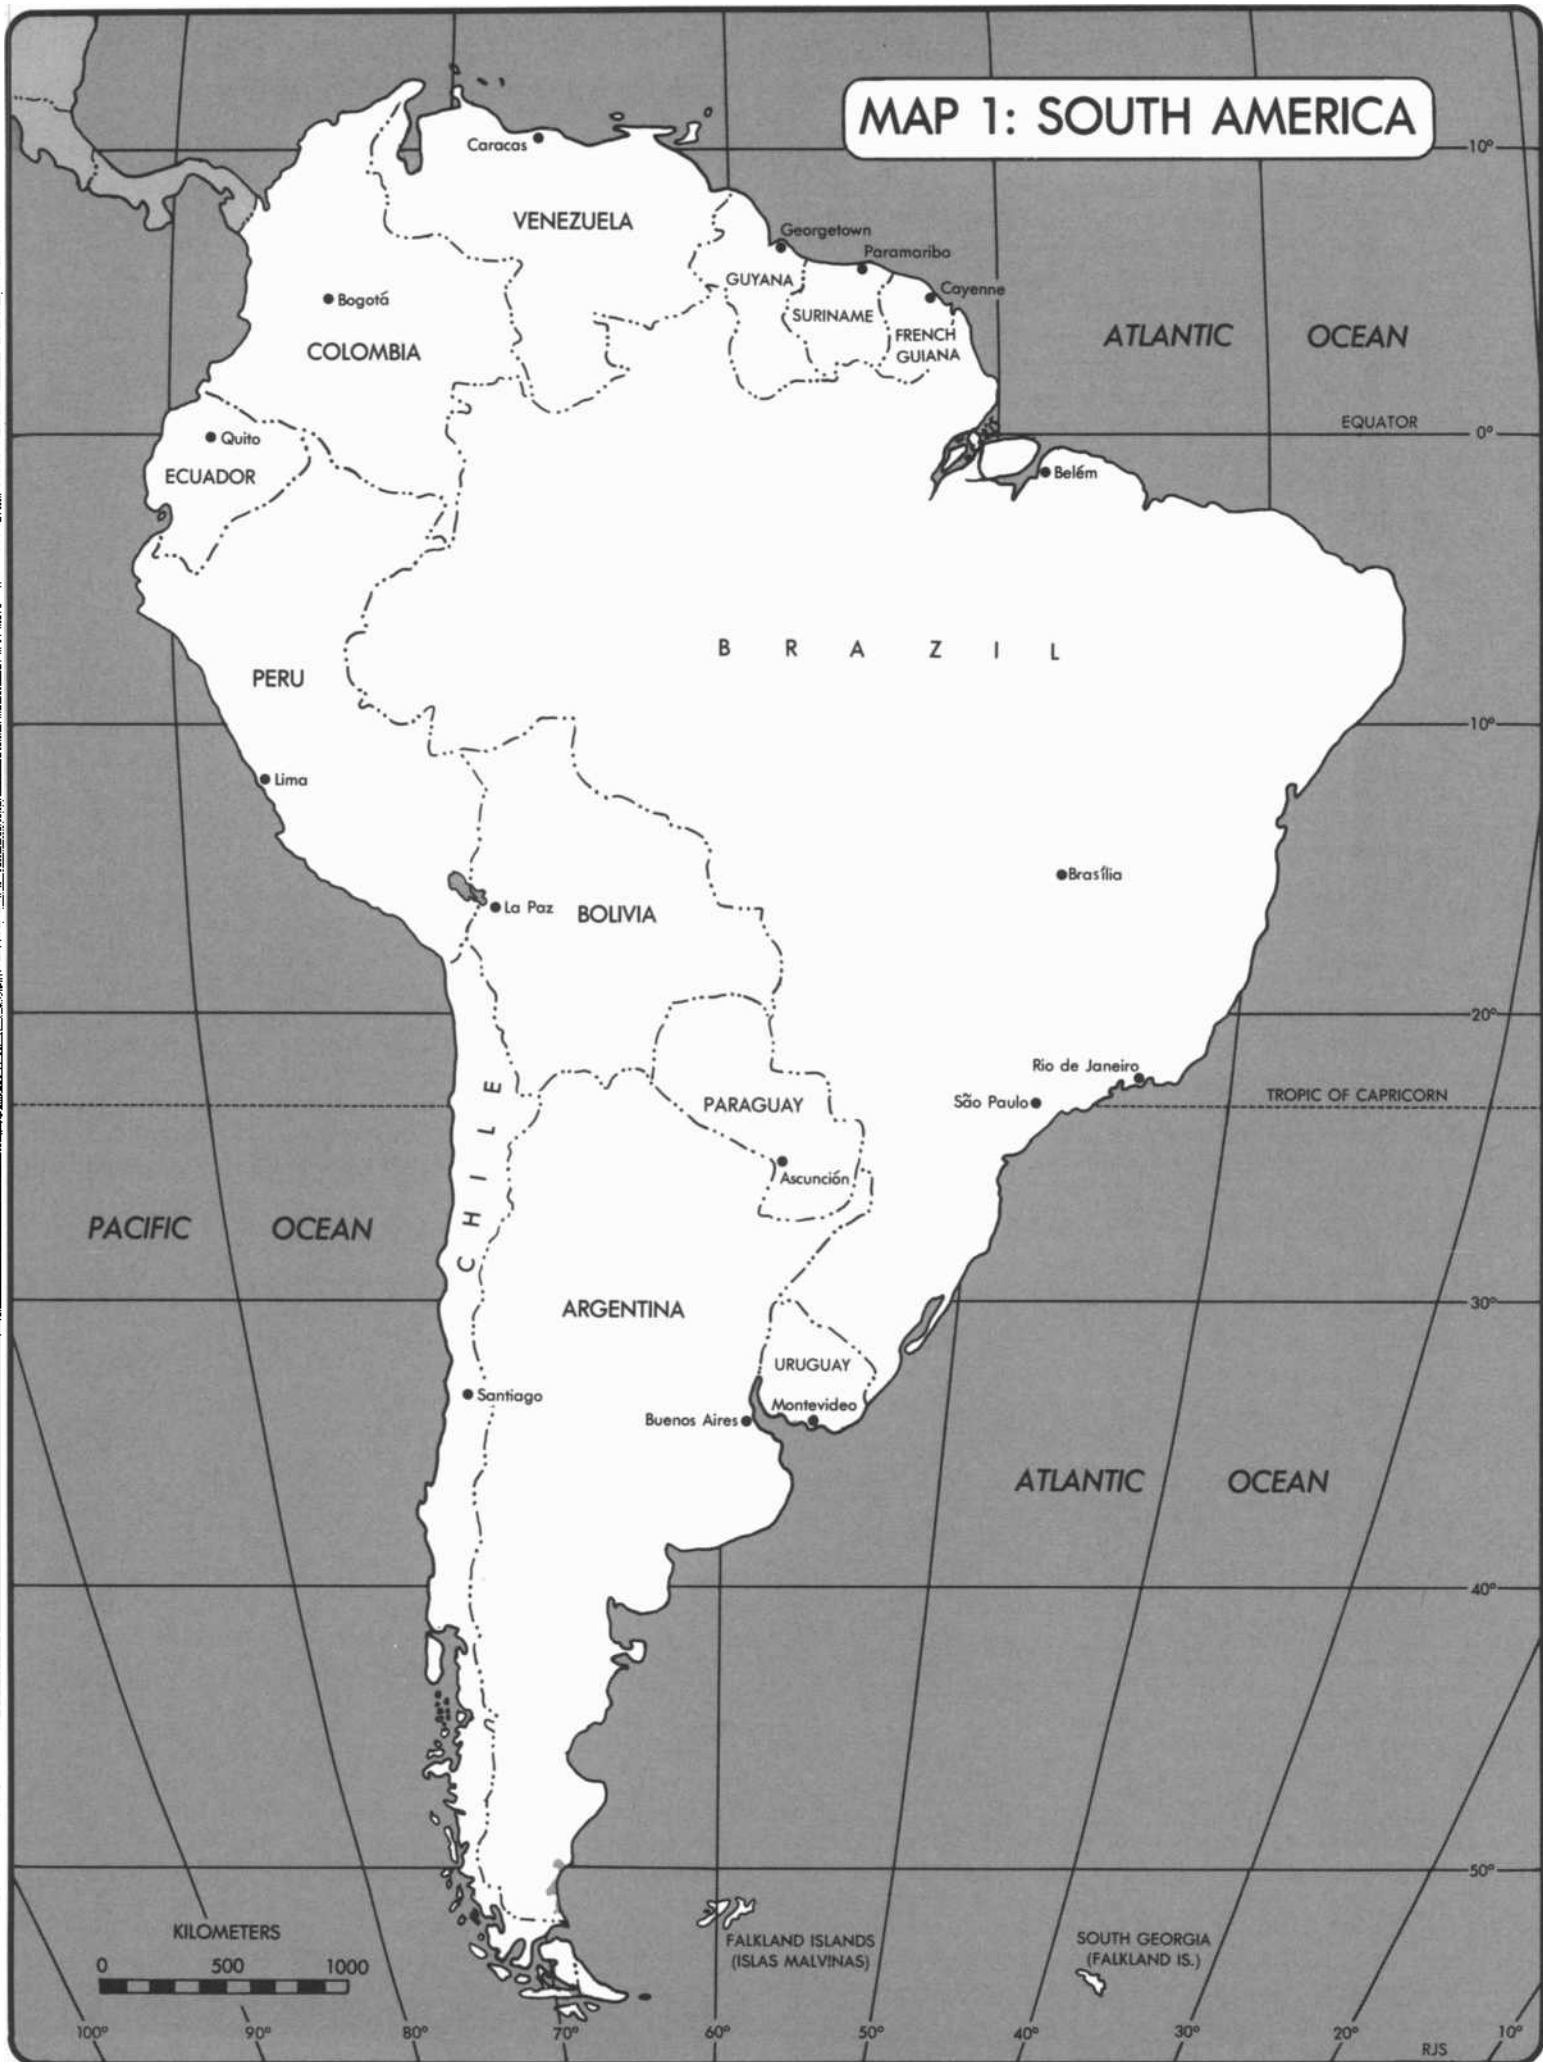 MAP 1: SOUTH AMERICA
10°
Caracas
VENEZUELA
Georgetown
Paramaribo
GUYANA
Cayenne
Bogotá
SURINAME
FRENCH
GUIANA
ATLANTIC OCEAN
COLOMBIA
EQUATOR
0°
Quito
ECUADOR
Belém
B R A Z I L
PERU
10°
Lima
Brasília
La Paz
BOLIVIA
20°
Rio de Janeiro
CHILE
PARAGUAY
São Paulo
TROPIC OF CAPRICORN
Ascunción
PACIFIC OCEAN
ARGENTINA
30°
URUGUAY
Santiago
Montevideo
Buenos Aires
ATLANTIC OCEAN
40°
50°
KILOMETERS
0 500 1000
FALKLAND ISLANDS
(ISLAS MALVINAS)
SOUTH GEORGIA
(FALKLAND IS.)
100° 90° 80° 70° 60° 50° 40° 30° 20° 10°
RJS